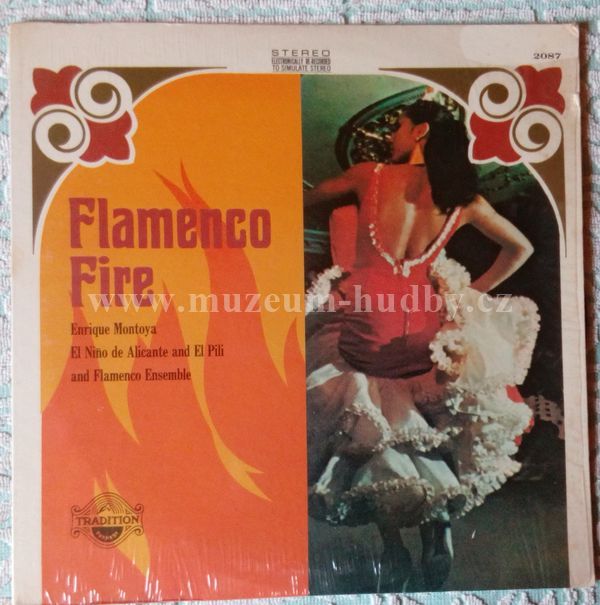 STEREO
ELECTRONICALLY RE-RECORDED
TO SIMULATE STEREO
2087
Flamenco
Fire
www.muzeum-hudby.cz
Enrique Montoya
El Niño de Alicante and El Pili
and Flamenco Ensemble
TRADITION